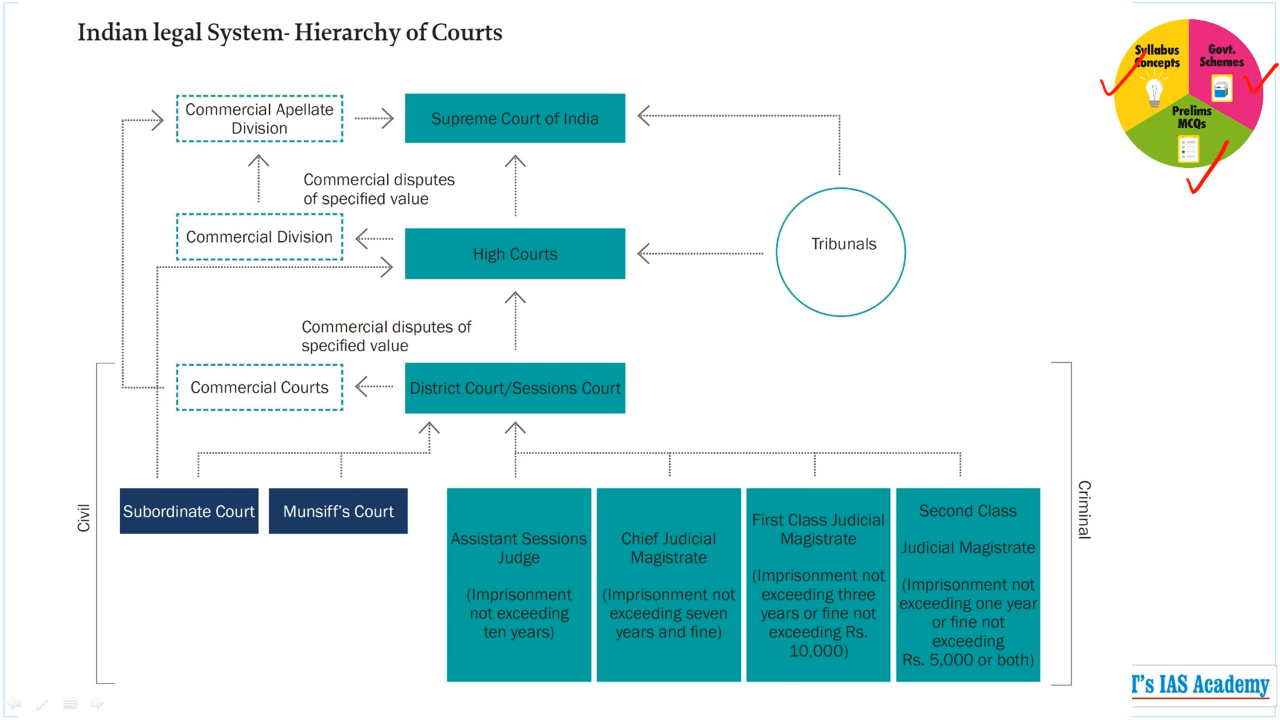 Indian legal System- Hierarchy of Courts
Syllabus
Concepts
Govt.
Schemes
Prelims
MCQs
Commercial Apellate
Division
Supreme Court of India
Commercial disputes
of specified value
Commercial Division
High Courts
Tribunals
Commercial disputes of
specified value
Commercial Courts
District Court/Sessions Court
Civil
Subordinate Court
Munsiff's Court
Assistant Sessions
Judge
(Imprisonment
not exceeding
ten years)
Chief Judicial
Magistrate
(Imprisonment not
exceeding seven
years and fine)
First Class Judicial
Magistrate
(Imprisonment not
exceeding three
years or fine not
exceeding Rs.
10,000)
Second Class
Judicial Magistrate
(Imprisonment not
exceeding one year
or fine not
exceeding
Rs. 5,000 or both)
Criminal
T's IAS Academy